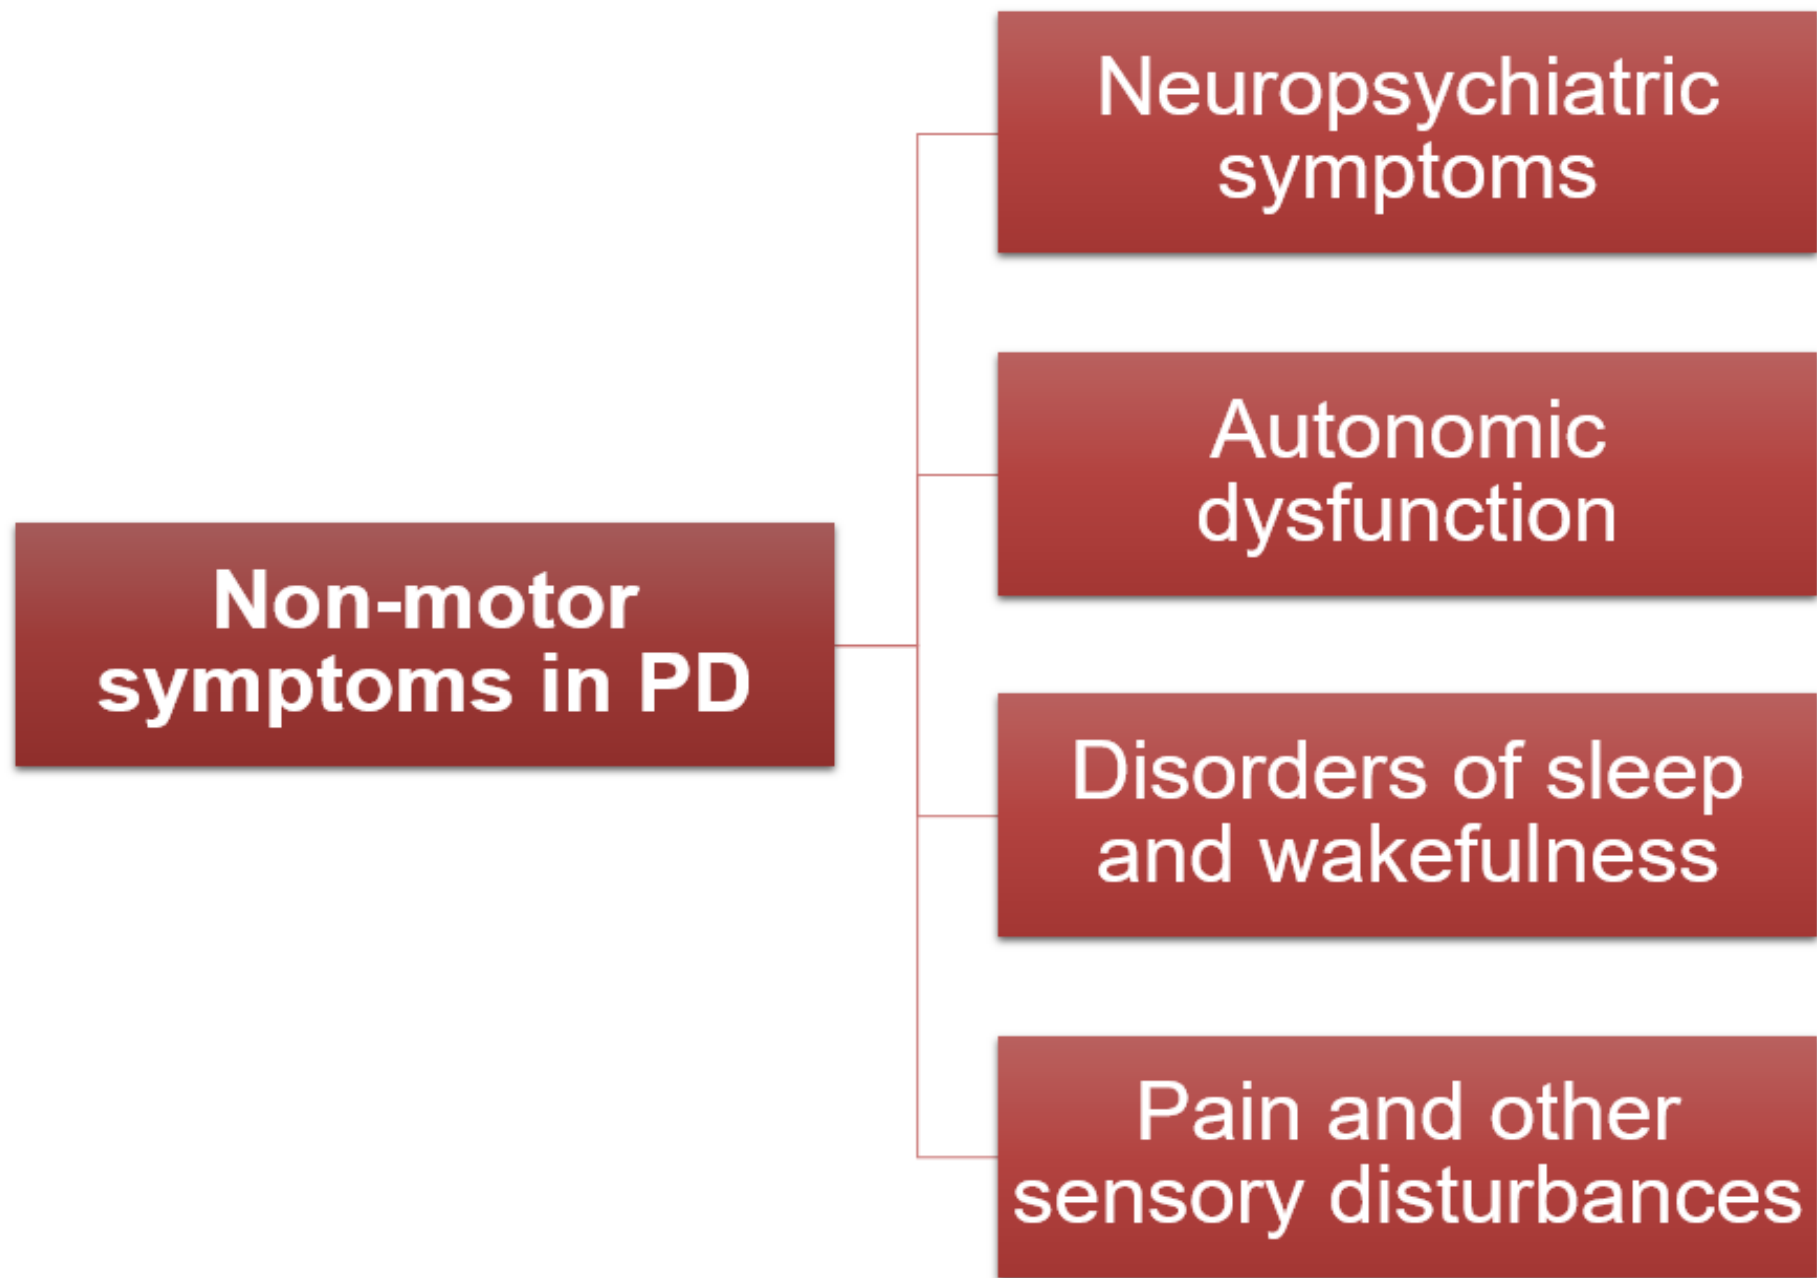 Neuropsychiatric
symptoms
Autonomic
dysfunction
Non-motor
symptoms in PD
Disorders of sleep
and wakefulness
Pain and other
sensory disturbances